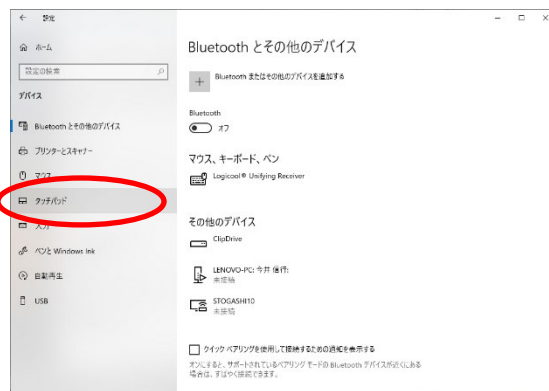 設定
ホーム
設定の検索
デバイス
Bluetooth とその他のデバイス
プリンターとスキャナー
マウス
タッチパッド
入力
ペンと Windows Ink
自動再生
USB
Bluetooth とその他のデバイス
Bluetooth またはその他のデバイスを追加する
Bluetooth
オフ
マウス、キーボード、ペン
Logicool® Unifying Receiver
その他のデバイス
ClipDrive
LENOVO-PC: 今井 信行:
未接続
STOGASHI10
未接続
クイック ペアリングを使用して接続するための通知を表示する
オンにすると、サポートされているペアリング モードの Bluetooth デバイスが近くにある
場合は、すばやく接続できます。